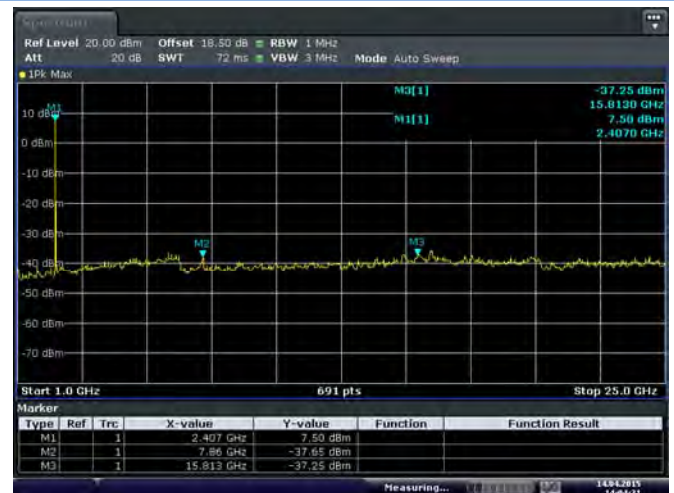 Spectrum
Ref Level 20.00 dBm Offset 18.50 dB RBW 1 MHz
Att 20 dB SWT 72 ms VBW 3 MHz Mode Auto Sweep
1Pk Max
M3[1] -37.25 dBm
15.8130 GHz
M1[1] 7.50 dBm
2.4070 GHz
M1
10 dBm
0 dBm
-10 dBm
-20 dBm
-30 dBm
M2 M3
-40 dBm
-50 dBm
-60 dBm
-70 dBm
Start 1.0 GHz 691 pts Stop 25.0 GHz
Marker
Type Ref Trc X-value Y-value Function Function Result
M1 1 2.407 GHz 7.50 dBm
M2 1 7.86 GHz -37.65 dBm
M3 1 15.813 GHz -37.25 dBm
Measuring... 14.04.2015